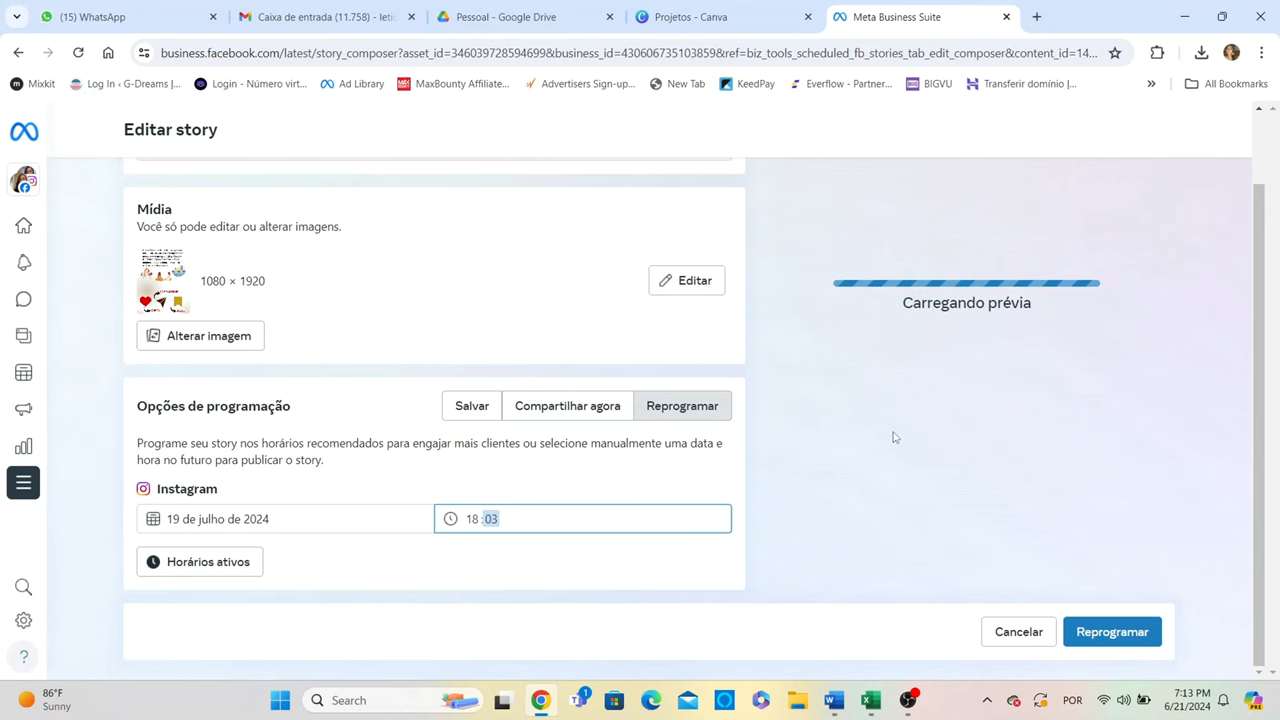 (15) WhatsApp
Caixa de entrada (11.758) - letic
Pessoal - Google Drive
Projetos - Canva
Meta Business Suite
business.facebook.com/latest/story_composer?asset_id=346039728594699&business_id=430606735103859&ref=biz_tools_scheduled_fb_stories_tab_edit_composer&content_id=14...
Mixkit
Log In ‹ G-Dreams |...
Login - Número virt...
Ad Library
MaxBounty Affiliate...
Advertisers Sign-up...
New Tab
KeedPay
Everflow - Partner...
BIGVU
Transferir domínio |...
All Bookmarks
Editar story
Mídia
Você só pode editar ou alterar imagens.
1080 × 1920
Editar
Carregando prévia
Alterar imagem
Opções de programação
Salvar
Compartilhar agora
Reprogramar
Programe seu story nos horários recomendados para engajar mais clientes ou selecione manualmente uma data e
hora no futuro para publicar o story.
Instagram
19 de julho de 2024
18:03
Horários ativos
Cancelar
Reprogramar
86°F
Sunny
Search
1
POR
7:13 PM
6/21/2024
PRE